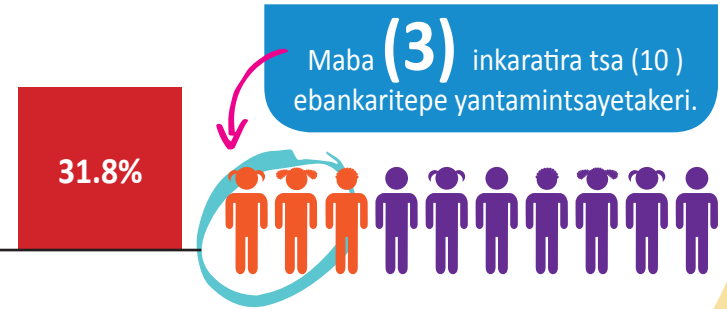 Maba (3) inkaratira tsa (10 )
ebankaritepe yantamintsayetakeri.
31.8%